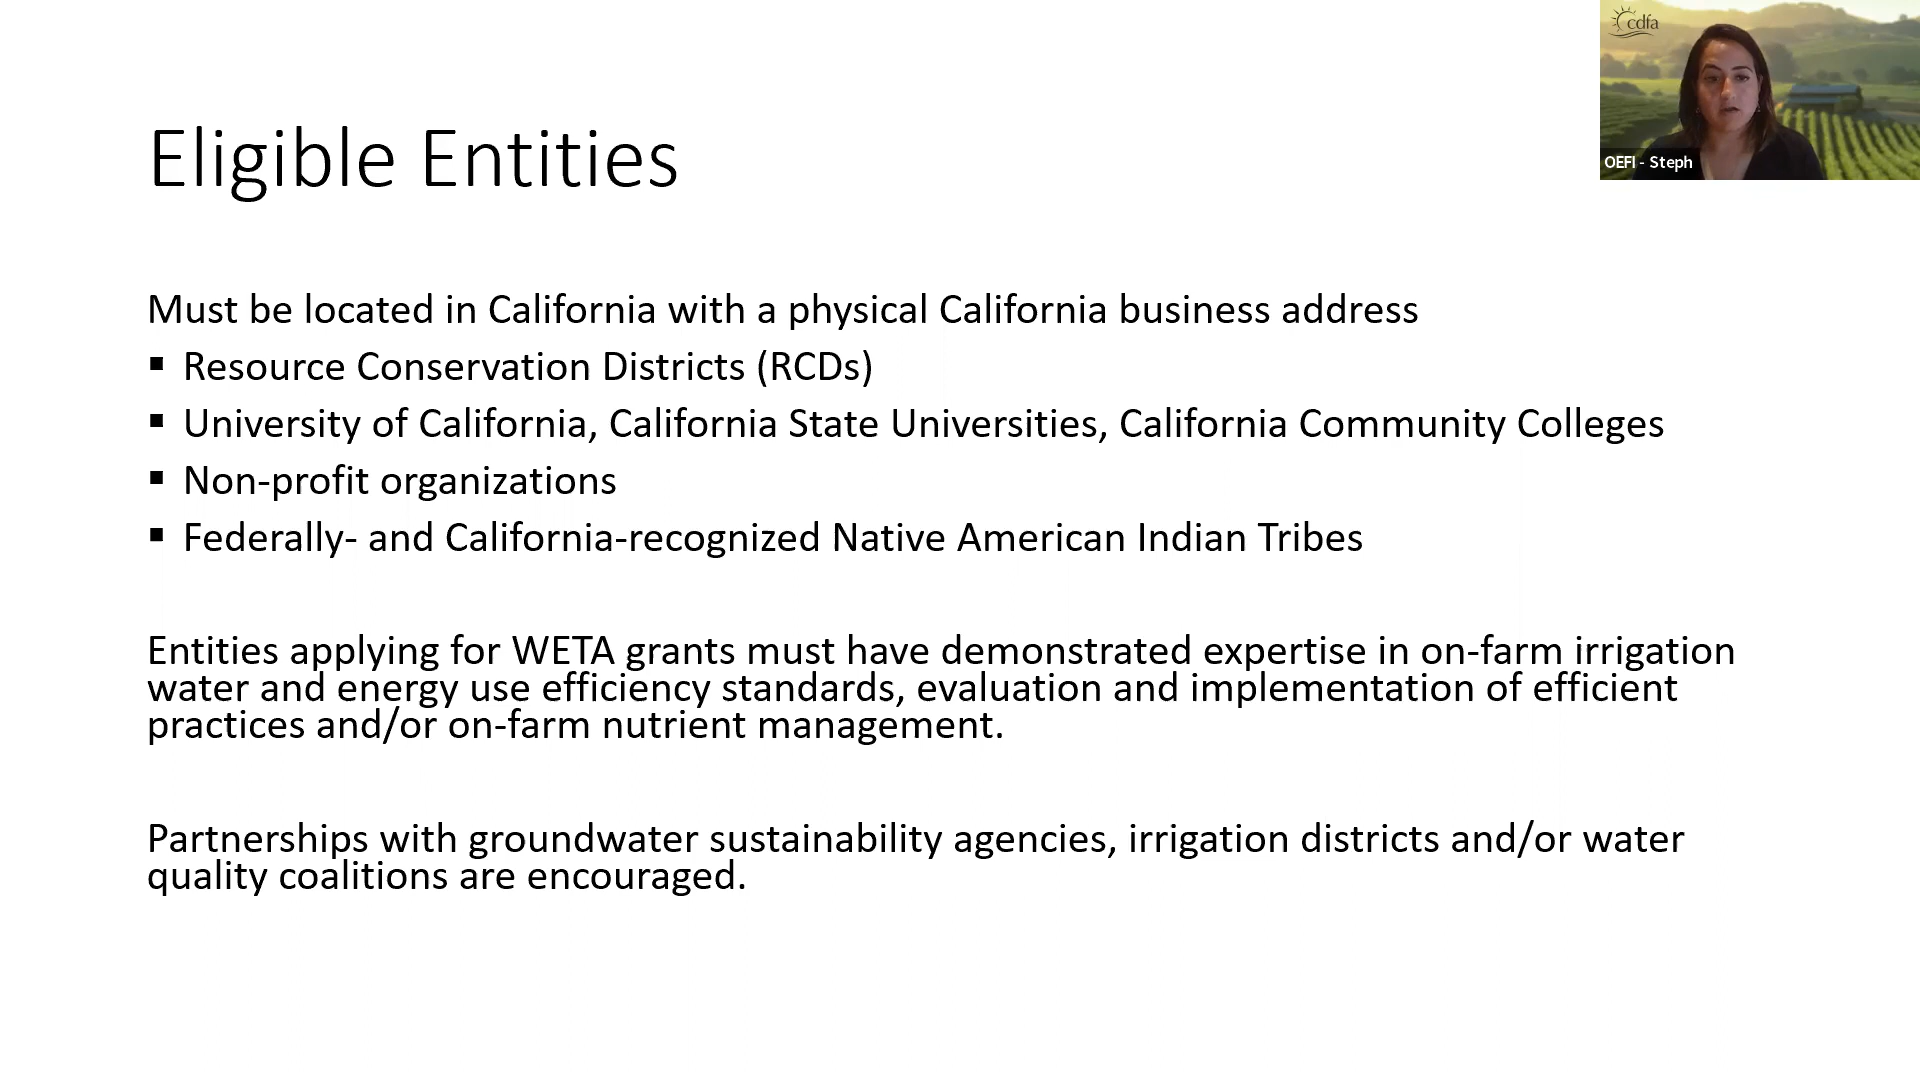 cdfa
OEFI - Steph
Eligible Entities
Must be located in California with a physical California business address
▪ Resource Conservation Districts (RCDs)
▪ University of California, California State Universities, California Community Colleges
▪ Non-profit organizations
▪ Federally- and California-recognized Native American Indian Tribes
Entities applying for WETA grants must have demonstrated expertise in on-farm irrigation
water and energy use efficiency standards, evaluation and implementation of efficient
practices and/or on-farm nutrient management.
Partnerships with groundwater sustainability agencies, irrigation districts and/or water
quality coalitions are encouraged.